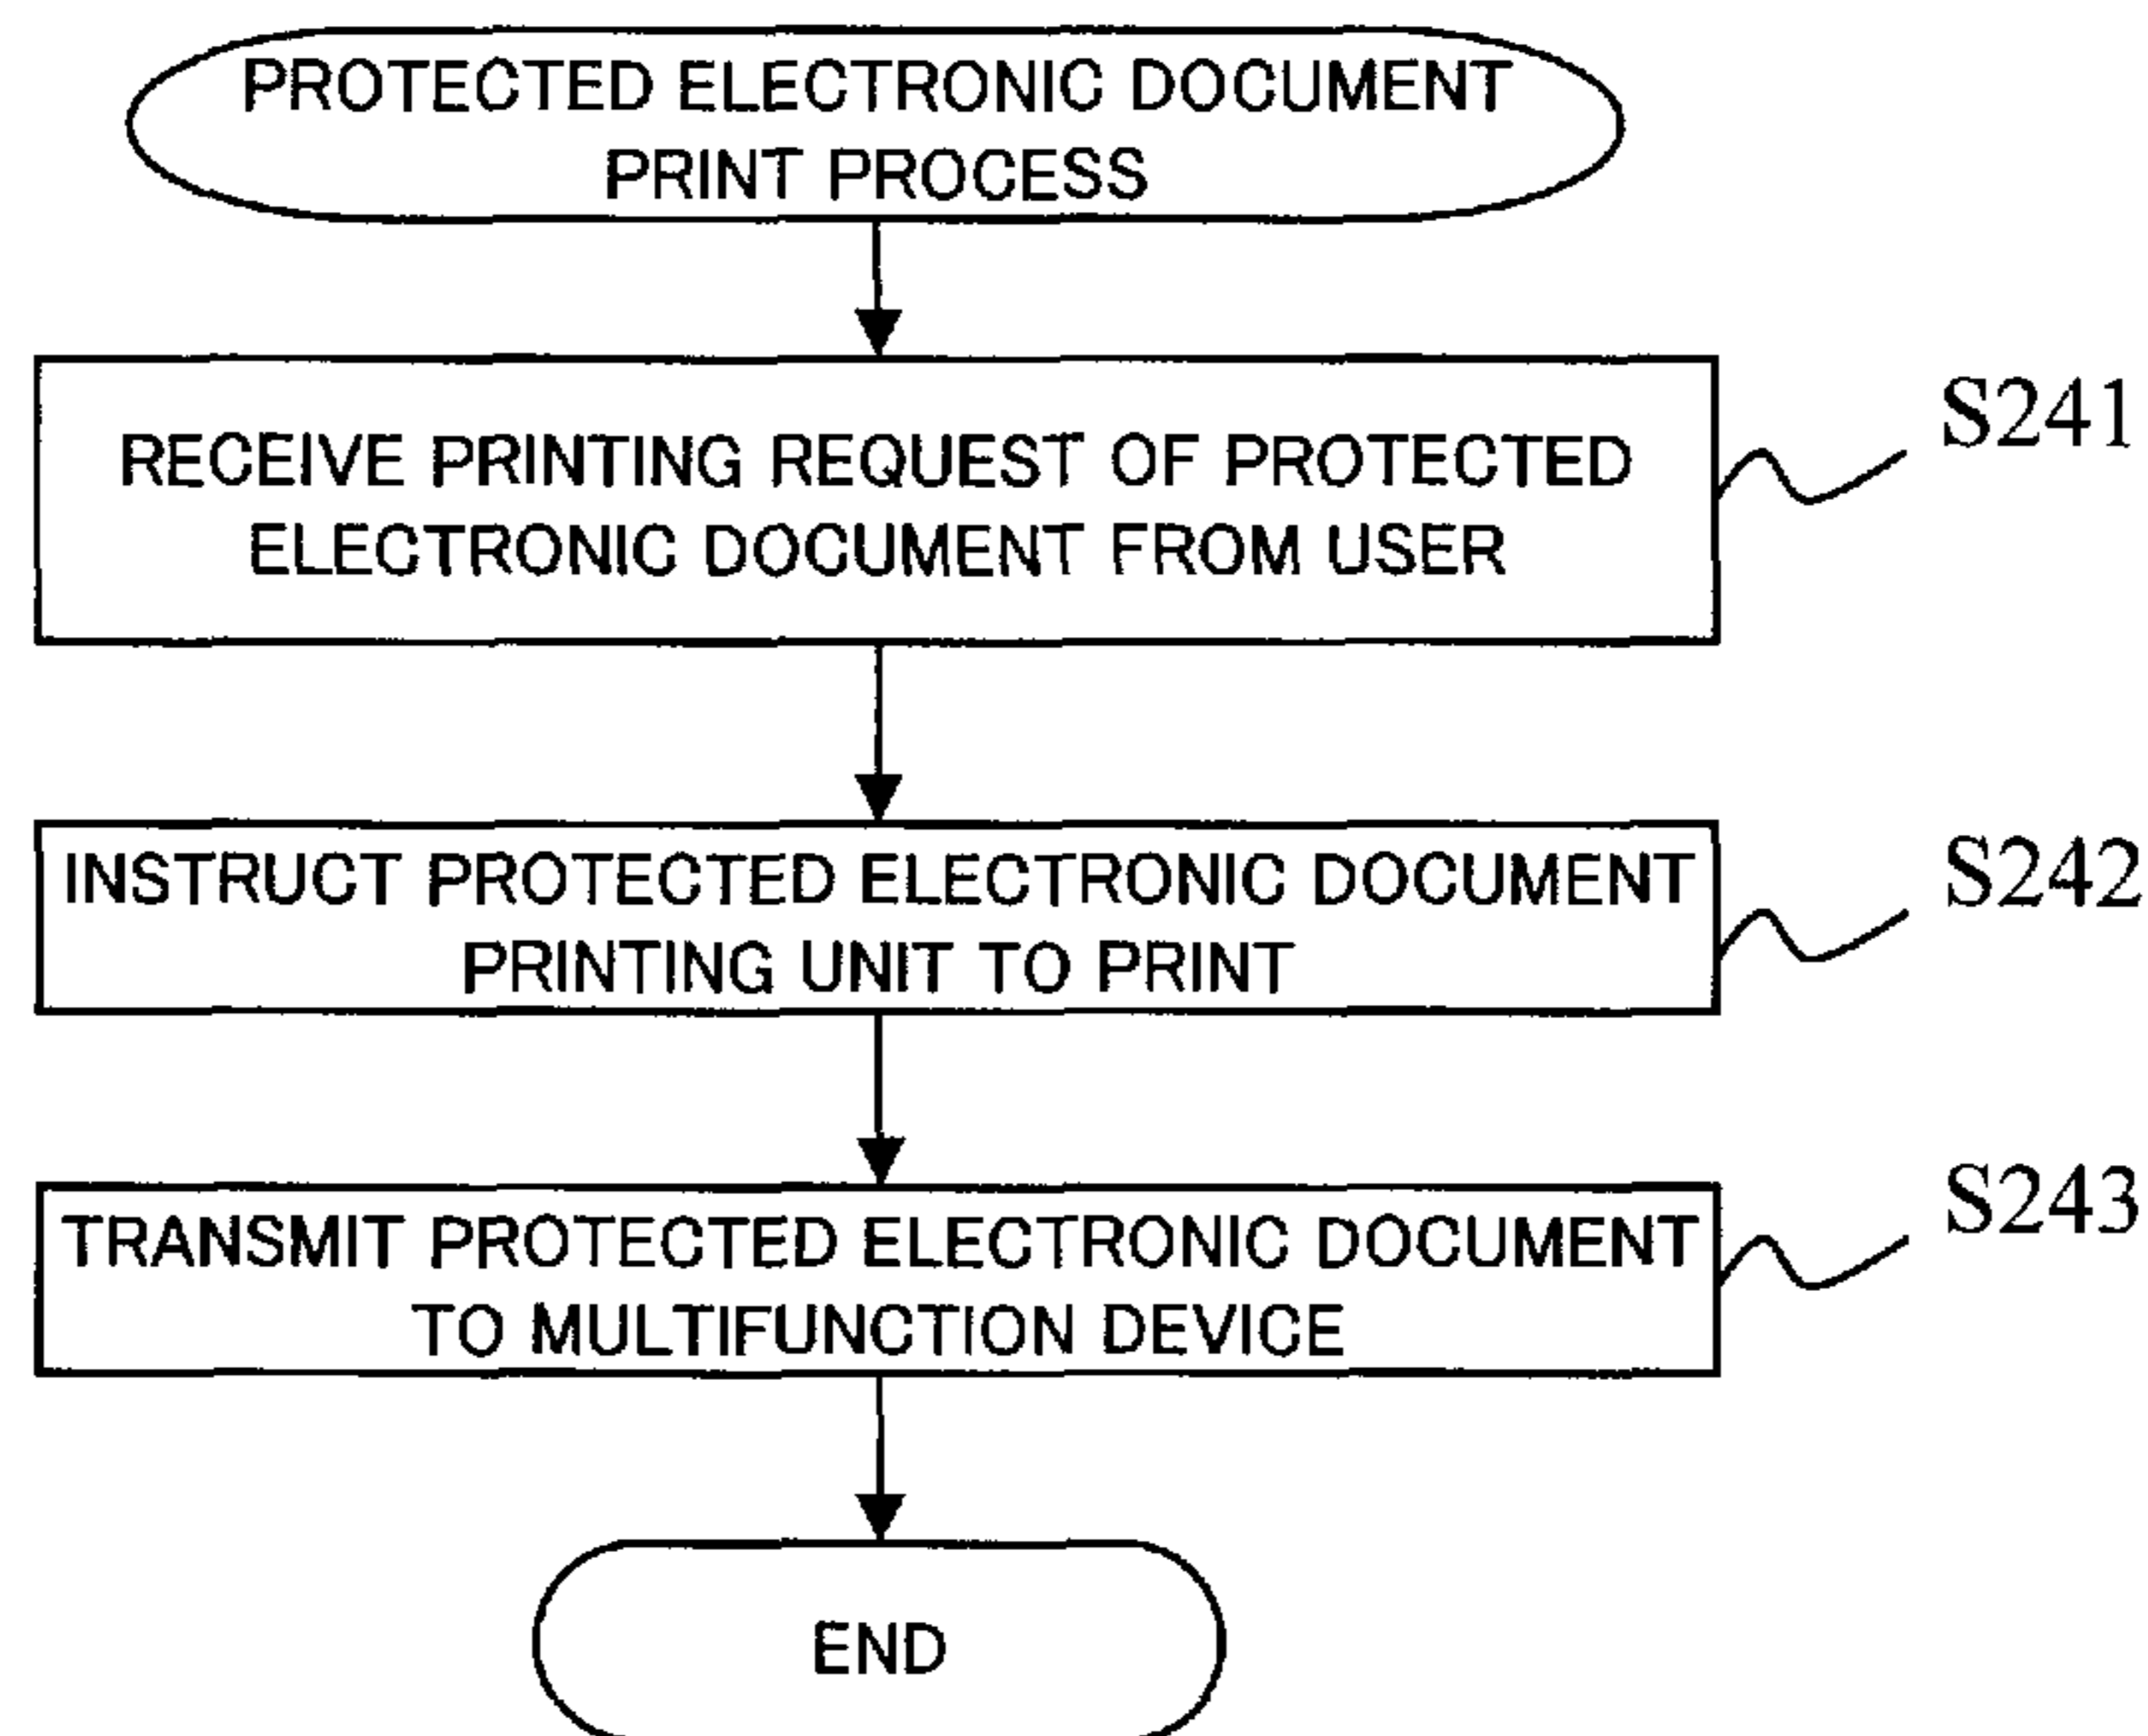 PROTECTED ELECTRONIC DOCUMENT
PRINT PROCESS
RECEIVE PRINTING REQUEST OF PROTECTED
ELECTRONIC DOCUMENT FROM USER
S241
INSTRUCT PROTECTED ELECTRONIC DOCUMENT
PRINTING UNIT TO PRINT
S242
TRANSMIT PROTECTED ELECTRONIC DOCUMENT
TO MULTIFUNCTION DEVICE
S243
END